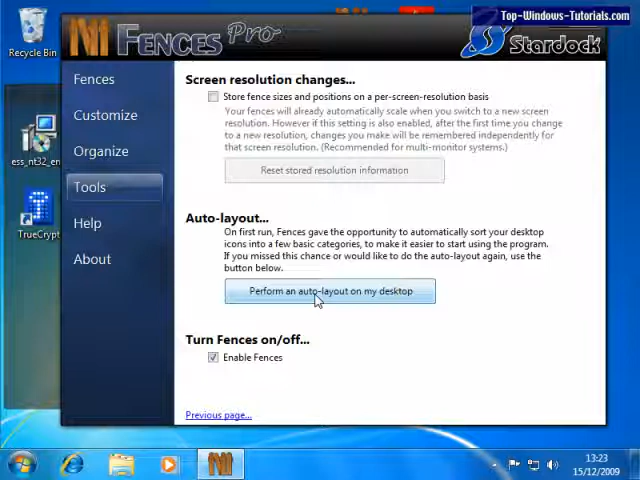 Top-Windows-Tutorials.com
Recycle Bin
FENCES Pro
Stardock
Fences
Customize
Organize
Tools
Help
About
ess_nt32_en
TrueCrypt
Screen resolution changes...
Store fence sizes and positions on a per-screen-resolution basis
Your fences will already automatically scale when you switch to a new screen
resolution. However if this setting is also enabled, after the first time you change
to a new resolution, changes you make will be remembered independently for
that screen resolution. (Recommended for multi-monitor systems.)
Reset stored resolution information
Auto-layout...
On first run, Fences gave the opportunity to automatically sort your desktop
icons into a few basic categories, to make it easier to start using the program.
If you missed this chance or would like to do the auto-layout again, use the
button below.
Perform an auto-layout on my desktop
Turn Fences on/off...
Enable Fences
Previous page...
13:23
15/12/2009